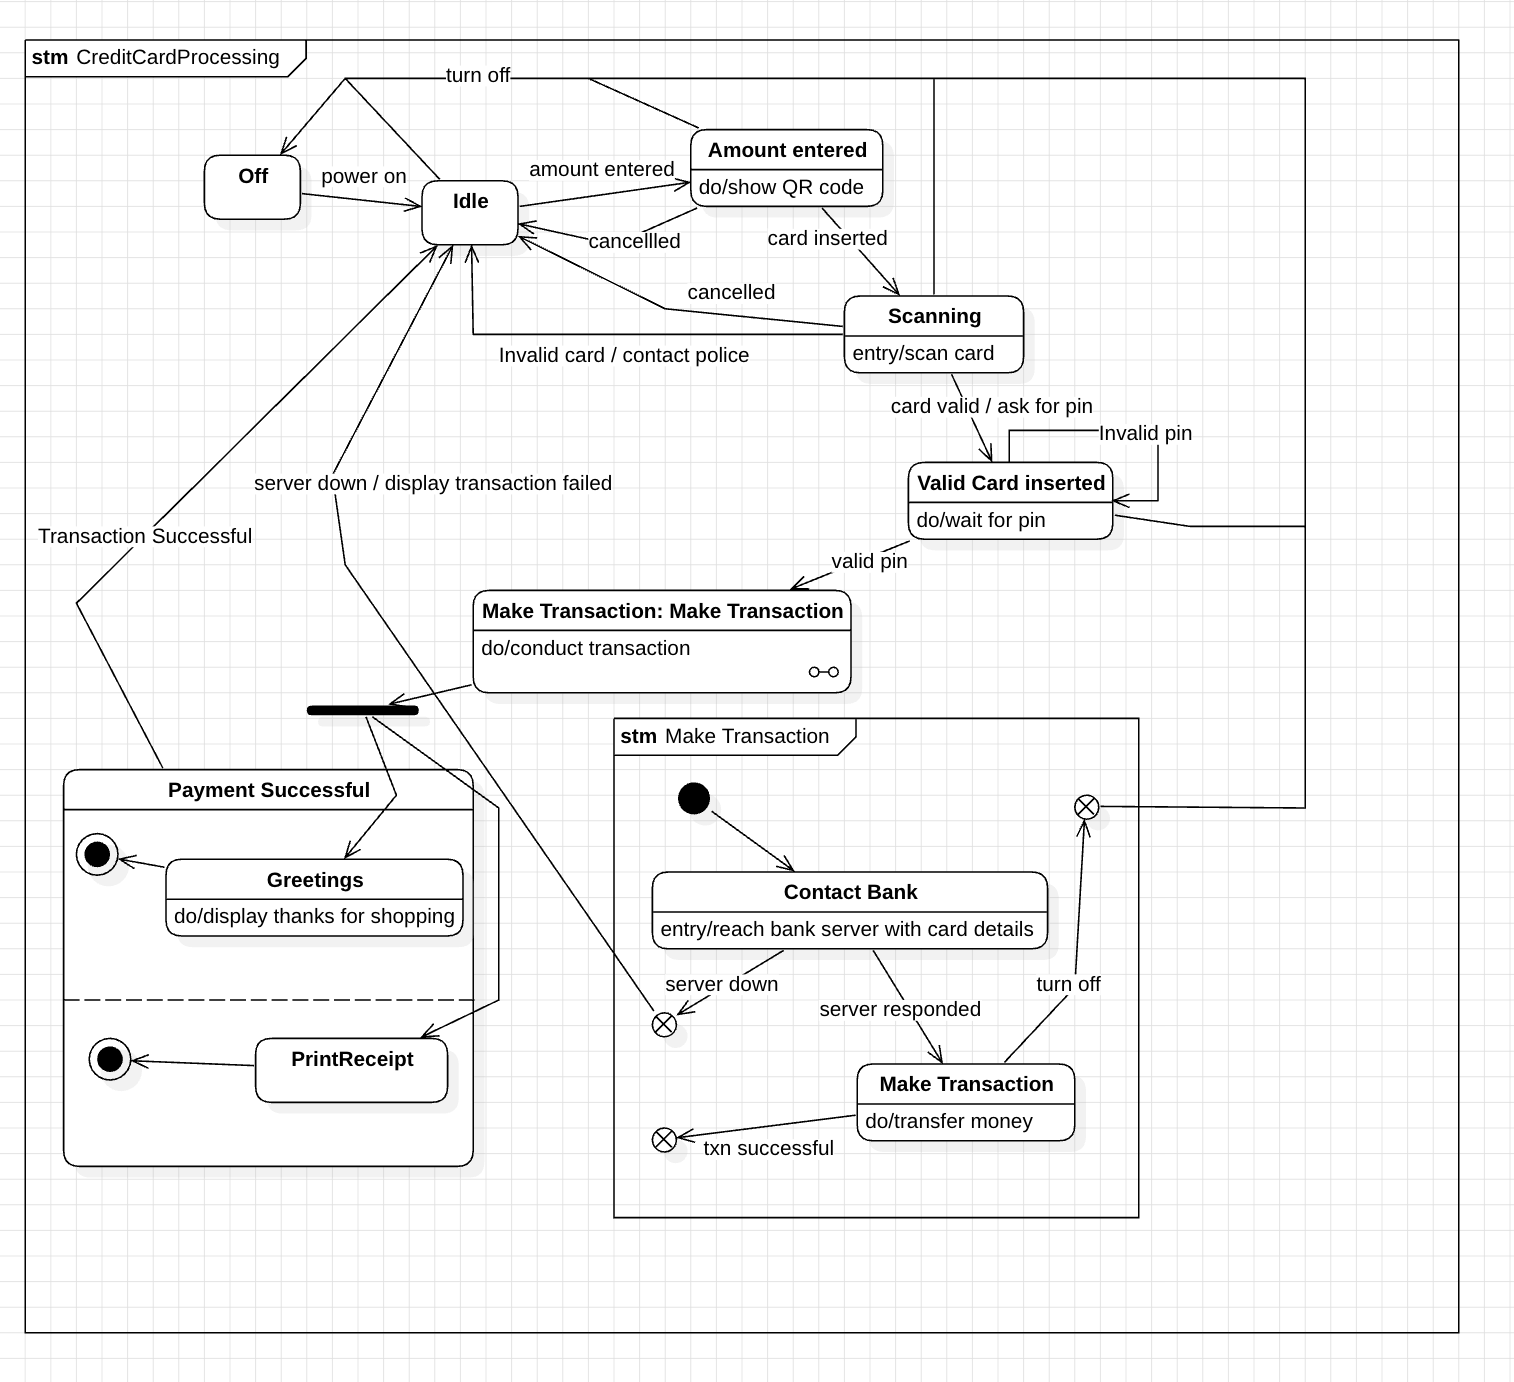 stm CreditCardProcessing
turn off
Off
power on
Idle
amount entered
Amount entered
do/show QR code
cancellled
card inserted
cancelled
Scanning
entry/scan card
Invalid card / contact police
card valid / ask for pin
Invalid pin
Valid Card inserted
do/wait for pin
server down / display transaction failed
Transaction Successful
valid pin
Make Transaction: Make Transaction
do/conduct transaction
stm Make Transaction
Payment Successful
Greetings
do/display thanks for shopping
Contact Bank
entry/reach bank server with card details
server down
turn off
server responded
PrintReceipt
Make Transaction
do/transfer money
txn successful